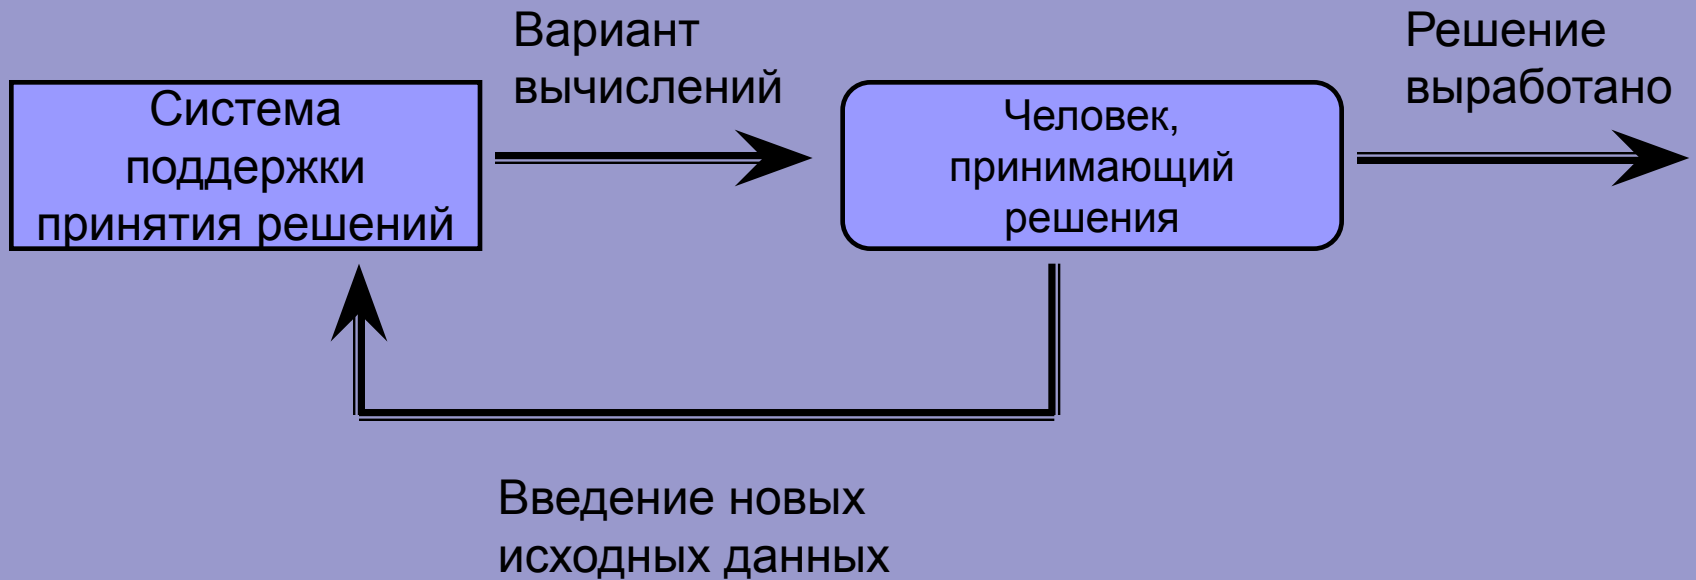 Система
поддержки
принятия решений
Вариант
вычислений
Человек,
принимающий
решения
Решение
выработано
Введение новых
исходных данных